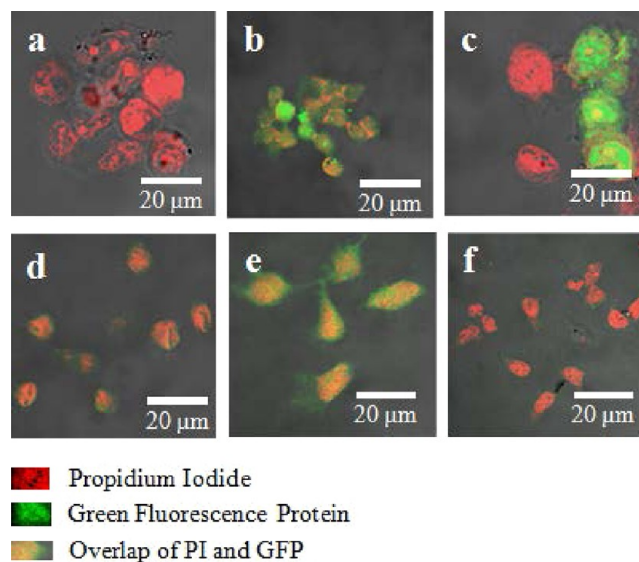 a
b
c
20 μm
20 μm
20 μm
d
e
f
20 μm
20 μm
20 μm
Propidium Iodide
Green Fluorescence Protein
Overlap of PI and GFP